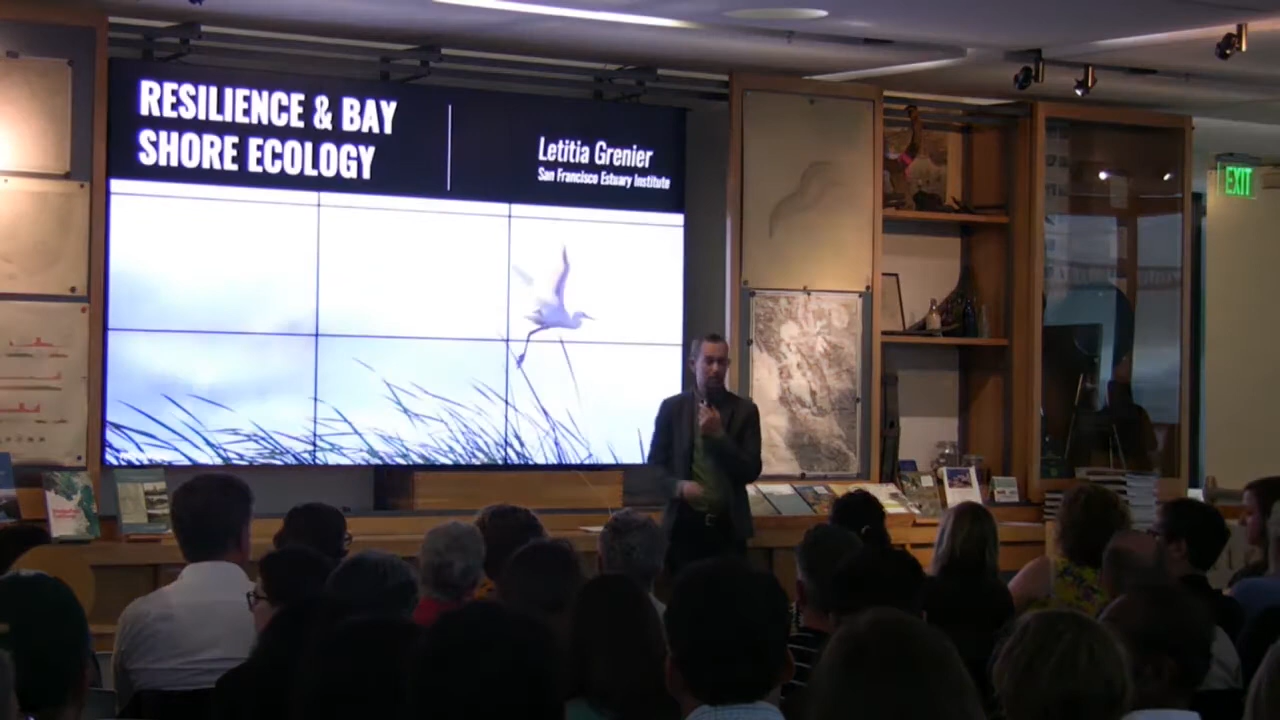 RESILIENCE & BAY
SHORE ECOLOGY
Letitia Grenier
San Francisco Estuary Institute
EXIT